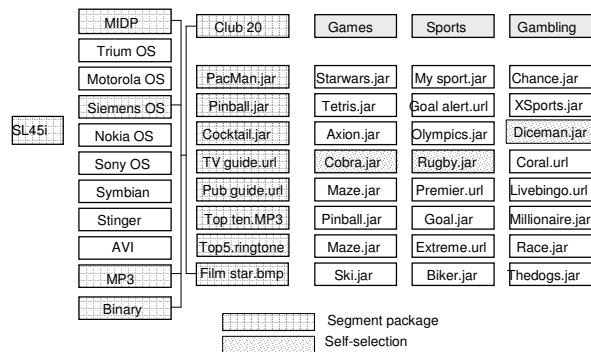 MIDP
Trium OS
Motorola OS
Siemens OS
SL45i
Nokia OS
Sony OS
Symbian
Stinger
AVI
MP3
Binary
Club 20
PacMan.jar
Pinball.jar
Cocktail.jar
TV guide.url
Pub guide.url
Top ten.MP3
Top5.ringtone
Film star.bmp
Games
Starwars.jar
Tetris.jar
Axion.jar
Cobra.jar
Maze.jar
Pinball.jar
Maze.jar
Ski.jar
Sports
My sport.jar
Goal alert.url
Olympics.jar
Rugby.jar
Premier.url
Goal.jar
Extreme.url
Biker.jar
Gambling
Chance.jar
XSports.jar
Diceman.jar
Coral.url
Livebingo.url
Millionaire.jar
Race.jar
Thedogs.jar
Segment package
Self-selection